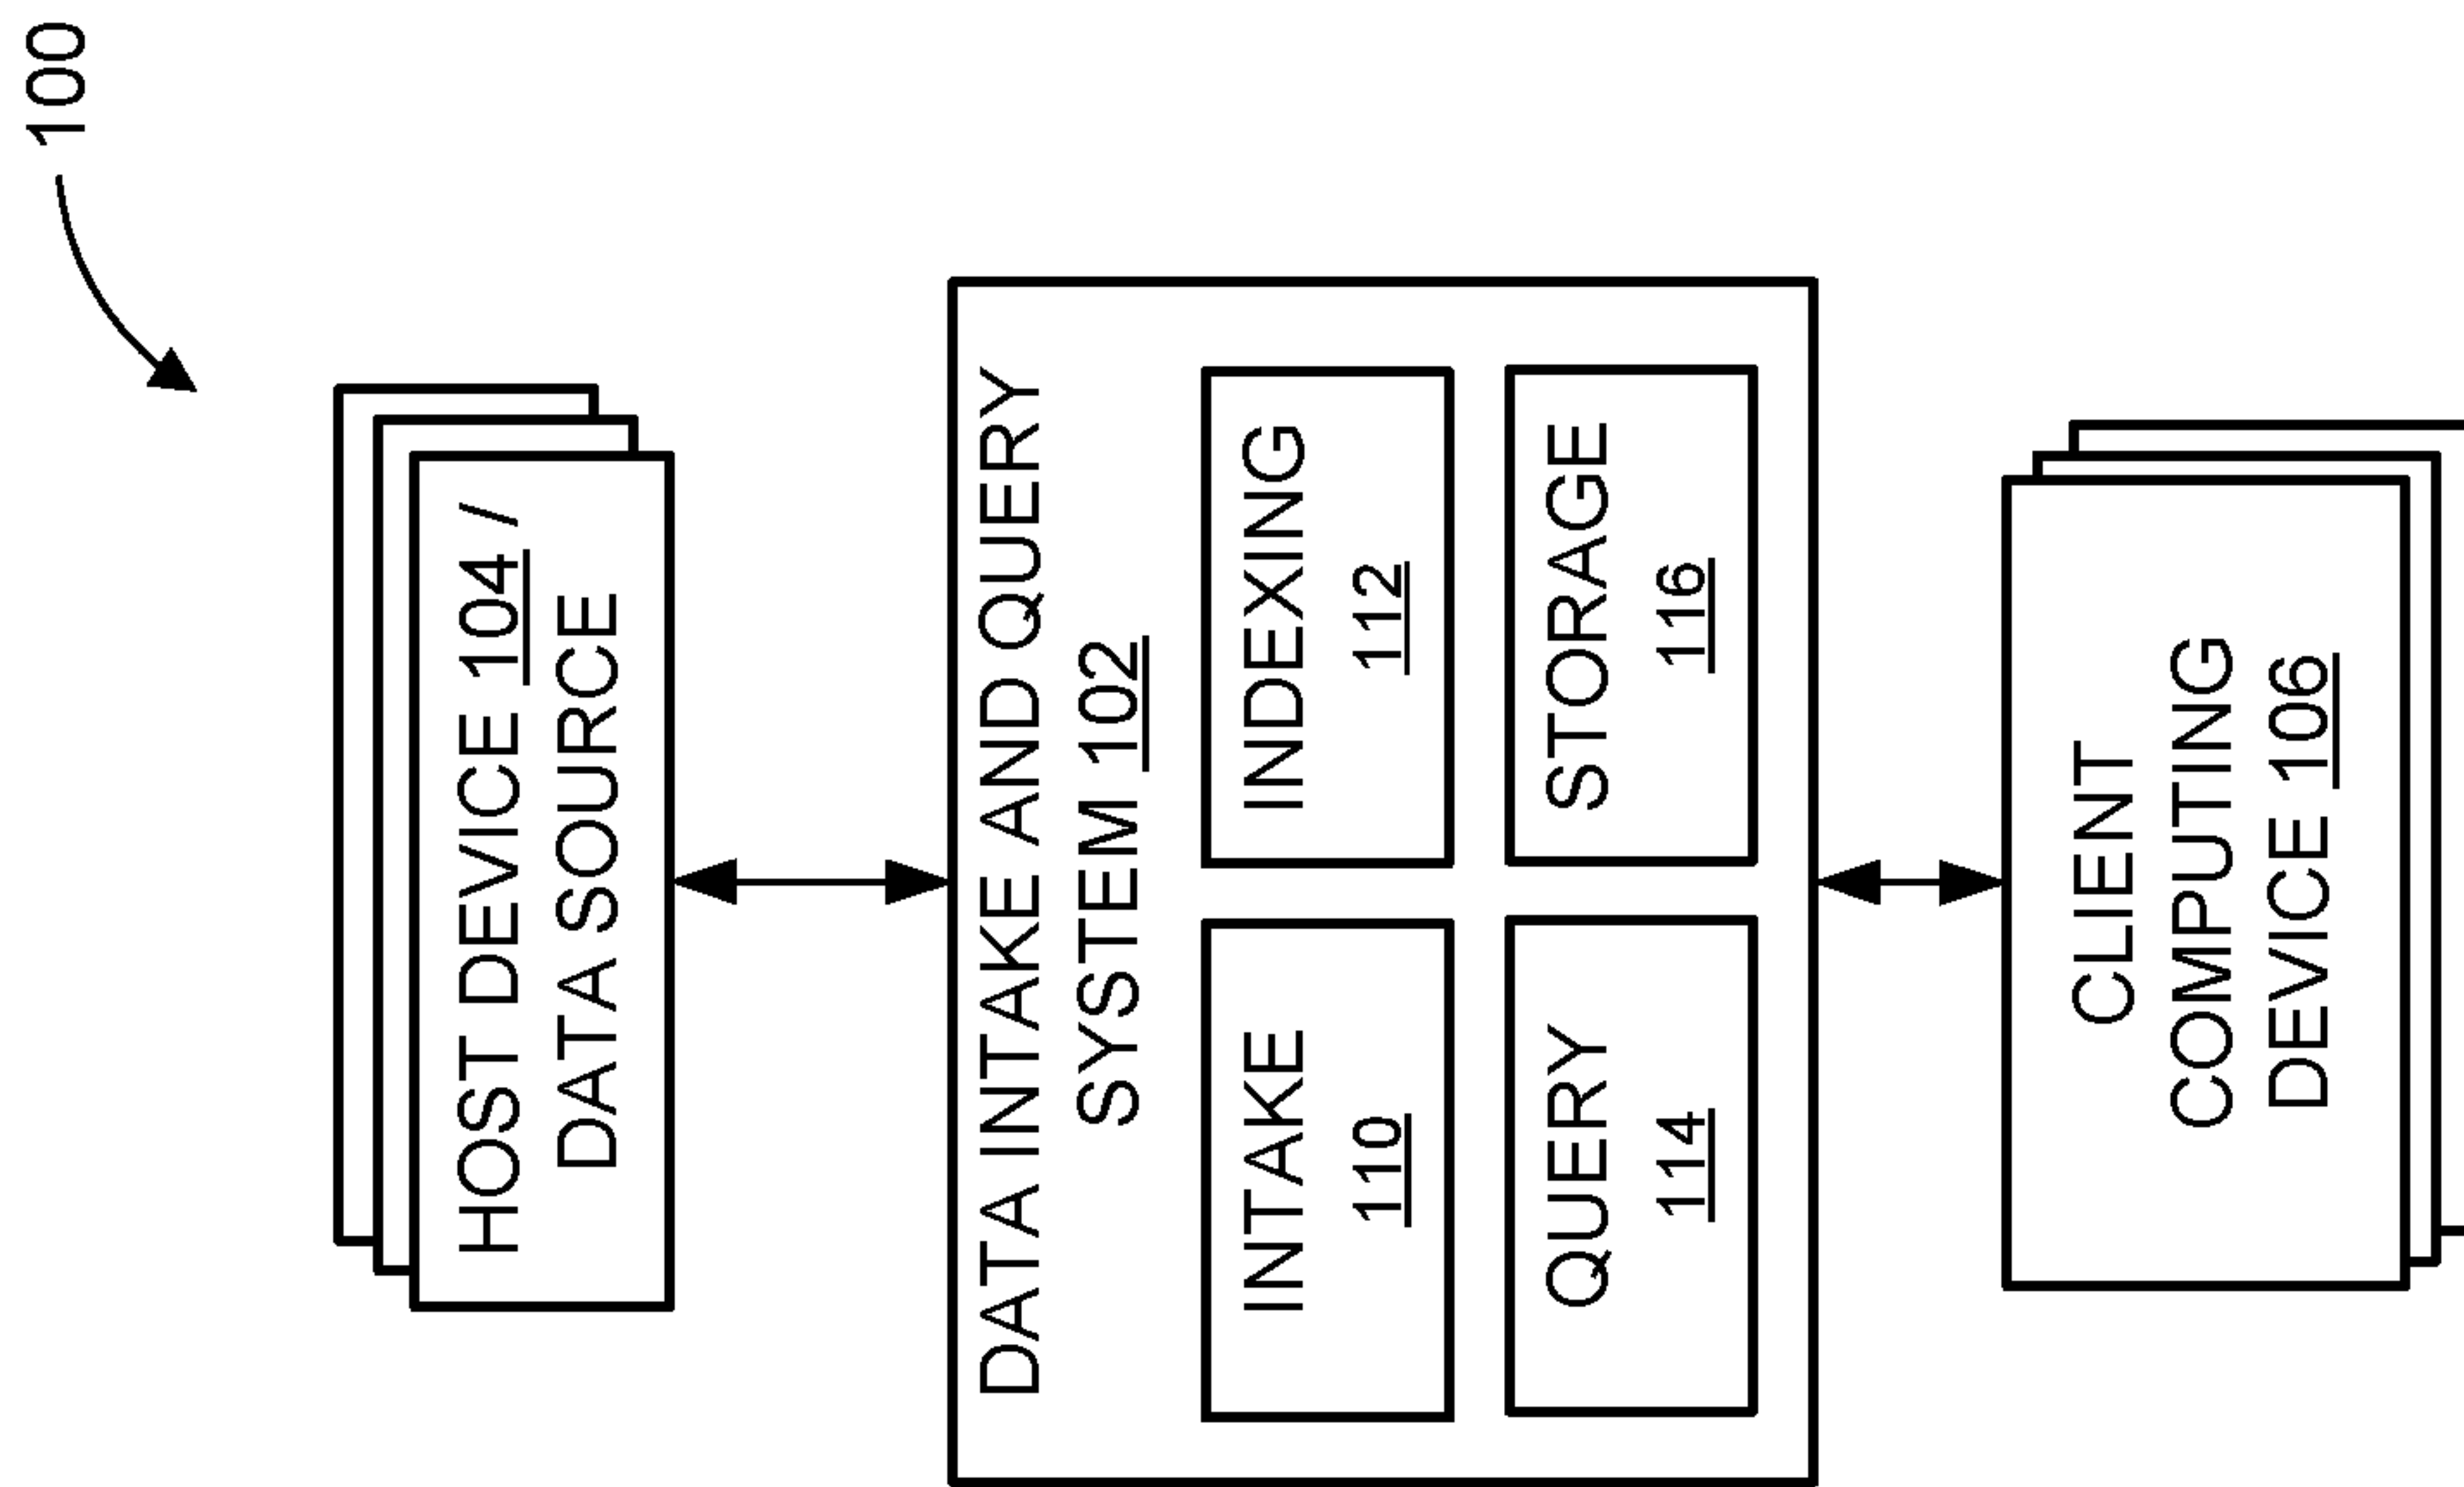 100
HOST DEVICE 104 /
DATA SOURCE
DATA INTAKE AND QUERY
SYSTEM 102
INTAKE
110
INDEXING
112
QUERY
114
STORAGE
116
CLIENT
COMPUTING
DEVICE 106